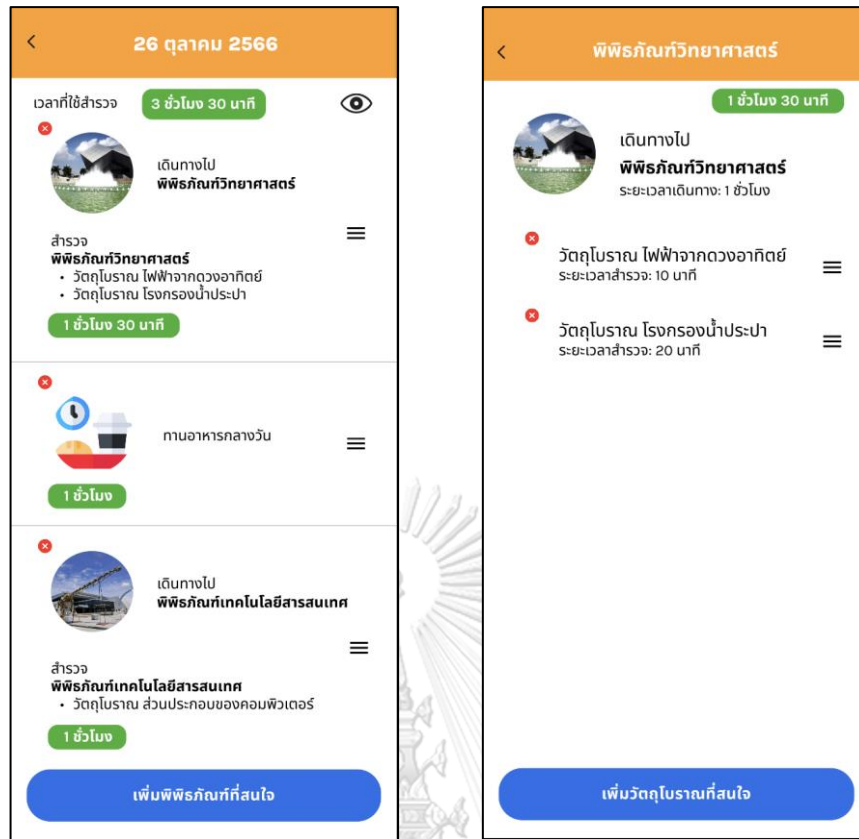 26 ตุลาคม 2566
เวลาที่ใช้สำรวจ 3 ชั่วโมง 30 นาที
เดินทางไป
พิพิธภัณฑ์วิทยาศาสตร์
สำรวจ
พิพิธภัณฑ์วิทยาศาสตร์
• วัตถุโบราณ ไฟฟ้าจากดวงอาทิตย์
• วัตถุโบราณ โรงกรองน้ำประปา
1 ชั่วโมง 30 นาที
ทานอาหารกลางวัน
1 ชั่วโมง
เดินทางไป
พิพิธภัณฑ์เทคโนโลยีสารสนเทศ
สำรวจ
พิพิธภัณฑ์เทคโนโลยีสารสนเทศ
• วัตถุโบราณ ส่วนประกอบของคอมพิวเตอร์
1 ชั่วโมง
เพิ่มพิพิธภัณฑ์ที่สนใจ
พิพิธภัณฑ์วิทยาศาสตร์
1 ชั่วโมง 30 นาที
เดินทางไป
พิพิธภัณฑ์วิทยาศาสตร์
ระยะเวลาเดินทาง: 1 ชั่วโมง
วัตถุโบราณ ไฟฟ้าจากดวงอาทิตย์
ระยะเวลาสำรวจ: 10 นาที
วัตถุโบราณ โรงกรองน้ำประปา
ระยะเวลาสำรวจ: 20 นาที
เพิ่มวัตถุโบราณที่สนใจ